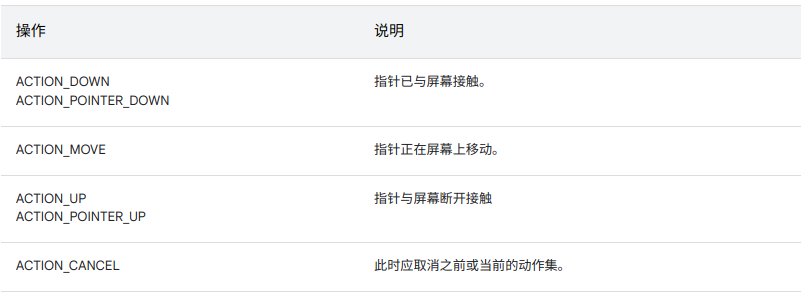 操作
说明
ACTION_DOWN
ACTION_POINTER_DOWN
指针已与屏幕接触。
ACTION_MOVE
指针正在屏幕上移动。
ACTION_UP
ACTION_POINTER_UP
指针与屏幕断开接触
ACTION_CANCEL
此时应取消之前或当前的动作集。